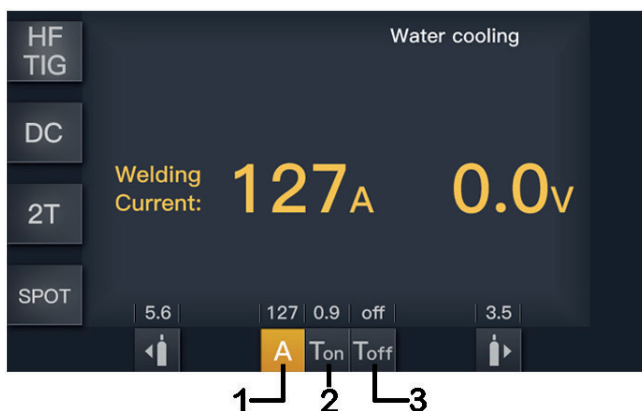 HF
TIG
Water cooling
DC
Welding
Current:
127A
0.0V
2T
SPOT
5.6
127
0.9
off
3.5
A
Ton
Toff
1
2
3